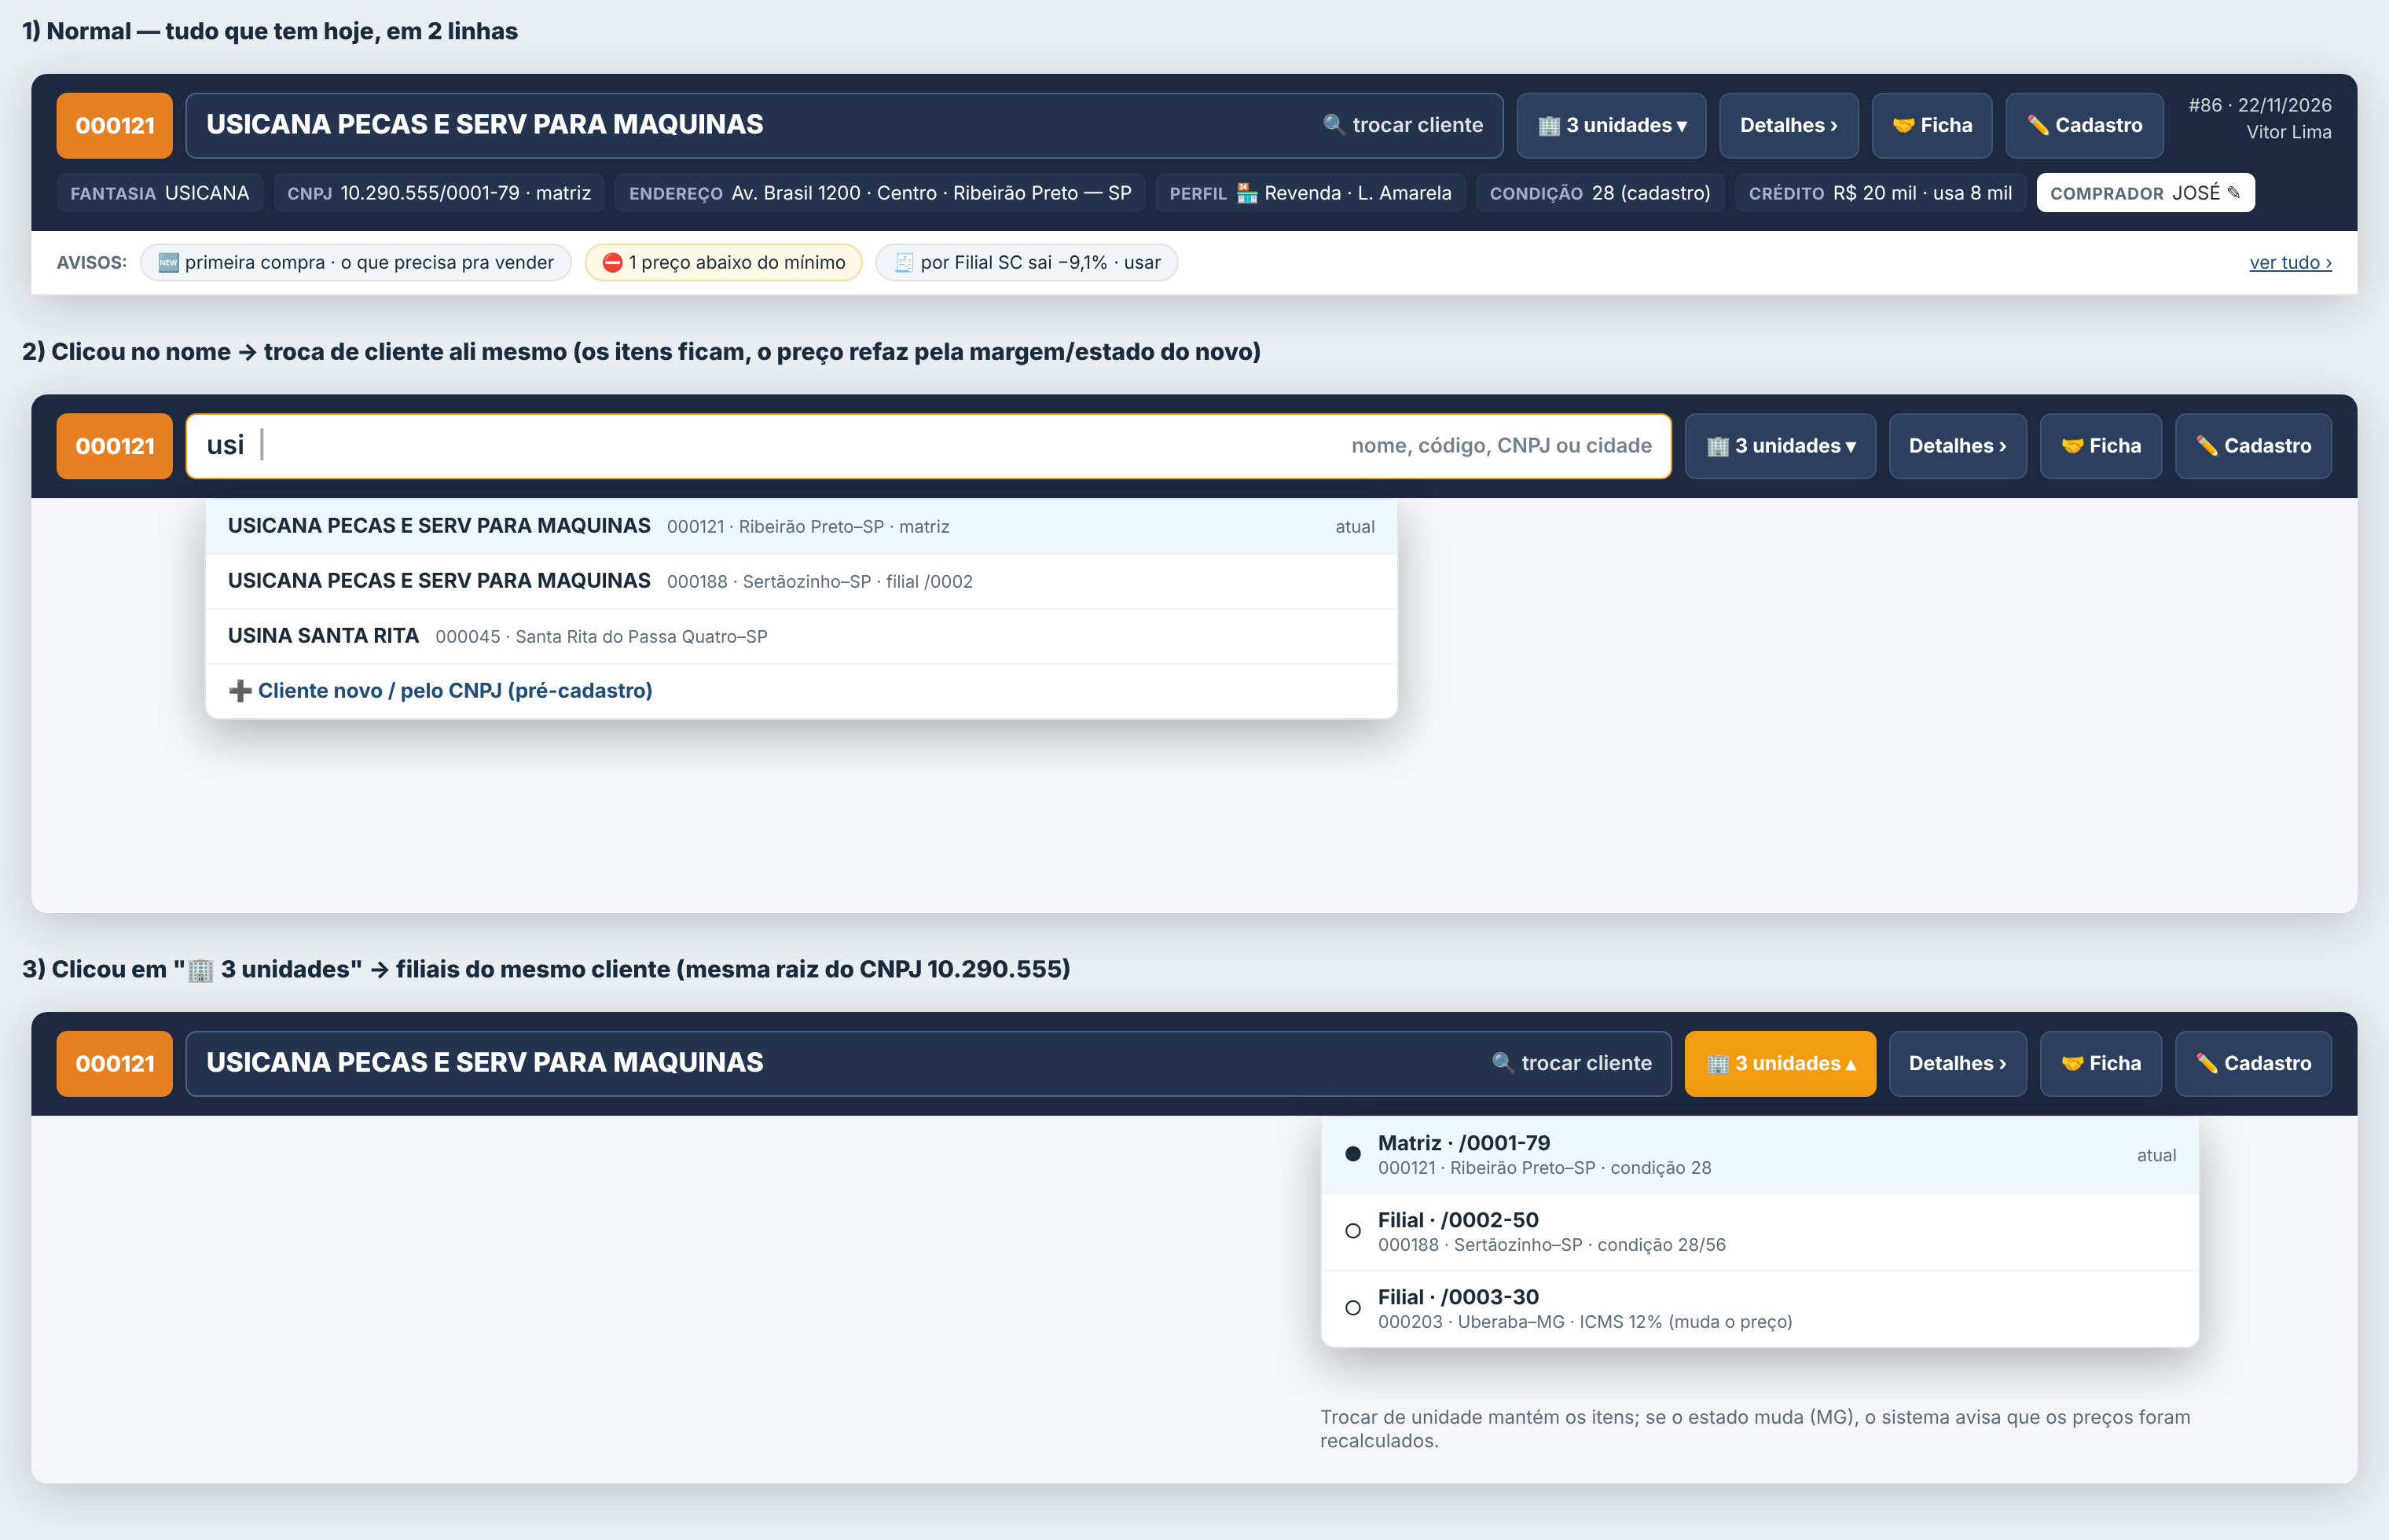 1) Normal — tudo que tem hoje, em 2 linhas
000121 USICANA PECAS E SERV PARA MAQUINAS 🔍 trocar cliente 🏢 3 unidades ▾ Detalhes › 🤝 Ficha ✏️ Cadastro #86 · 22/11/2026
Vitor Lima
FANTASIA USICANA CNPJ 10.290.555/0001-79 · matriz ENDEREÇO Av. Brasil 1200 · Centro · Ribeirão Preto — SP PERFIL 🏪 Revenda · L. Amarela CONDIÇÃO 28 (cadastro) CRÉDITO R$ 20 mil · usa 8 mil COMPRADOR JOSÉ ✎
AVISOS: 🆕 primeira compra · o que precisa pra vender ⛔ 1 preço abaixo do mínimo 🧾 por Filial SC sai −9,1% · usar ver tudo ›
2) Clicou no nome → troca de cliente ali mesmo (os itens ficam, o preço refaz pela margem/estado do novo)
000121 usi nome, código, CNPJ ou cidade 🏢 3 unidades ▾ Detalhes › 🤝 Ficha ✏️ Cadastro
USICANA PECAS E SERV PARA MAQUINAS 000121 · Ribeirão Preto–SP · matriz atual
USICANA PECAS E SERV PARA MAQUINAS 000188 · Sertãozinho–SP · filial /0002
USINA SANTA RITA 000045 · Santa Rita do Passa Quatro–SP
➕ Cliente novo / pelo CNPJ (pré-cadastro)
3) Clicou em "🏢 3 unidades" → filiais do mesmo cliente (mesma raiz do CNPJ 10.290.555)
000121 USICANA PECAS E SERV PARA MAQUINAS 🔍 trocar cliente 🏢 3 unidades ▴ Detalhes › 🤝 Ficha ✏️ Cadastro
Matriz · /0001-79
000121 · Ribeirão Preto–SP · condição 28 atual
Filial · /0002-50
000188 · Sertãozinho–SP · condição 28/56
Filial · /0003-30
000203 · Uberaba–MG · ICMS 12% (muda o preço)
Trocar de unidade mantém os itens; se o estado muda (MG), o sistema avisa que os preços foram
recalculados.